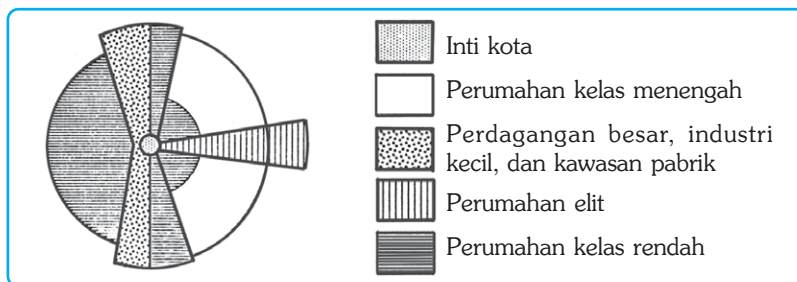 Inti kota
Perumahan kelas menengah
Perdagangan besar, industri
kecil, dan kawasan pabrik
Perumahan elit
Perumahan kelas rendah